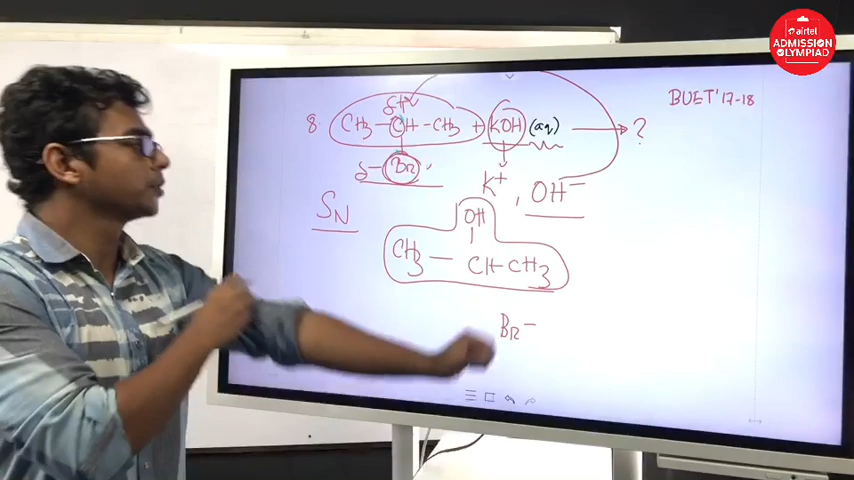 airtel
ADMISSION
OLYMPIAD
BUET'17-18
δ+
8 CH3-CH-CH3 + KOH (aq) → ?
δ- Br
K+, OH-
SN
OH
CH3 - CH-CH3
Br-